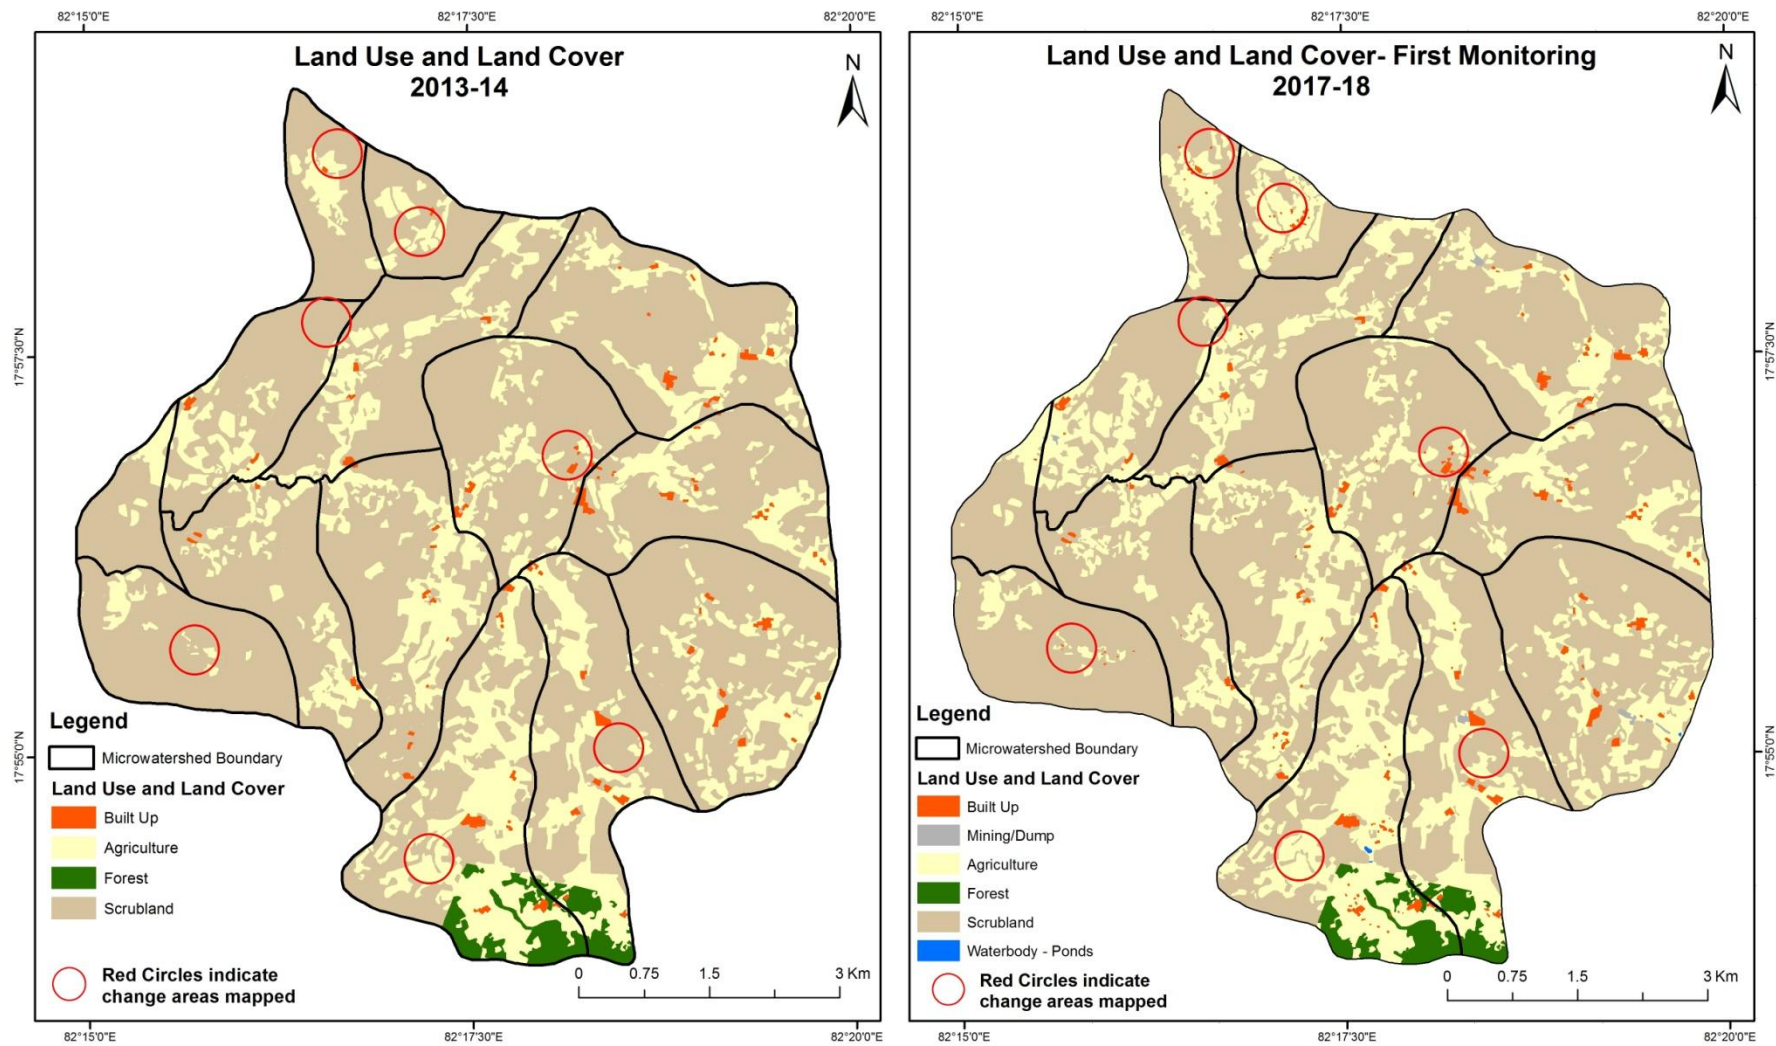 82°15'0"E
82°17'30"E
82°20'0"E
Land Use and Land Cover
2013-14
N
17°57'30"N
17°55'0"N
Legend
Microwatershed Boundary
Land Use and Land Cover
Built Up
Agriculture
Forest
Scrubland
Red Circles indicate
change areas mapped
0 0.75 1.5 3 Km
82°15'0"E
82°17'30"E
82°20'0"E
82°15'0"E
82°17'30"E
82°20'0"E
Land Use and Land Cover- First Monitoring
2017-18
N
17°57'30"N
17°55'0"N
Legend
Microwatershed Boundary
Land Use and Land Cover
Built Up
Mining/Dump
Agriculture
Forest
Scrubland
Waterbody - Ponds
Red Circles indicate
change areas mapped
0 0.75 1.5 3 Km
82°15'0"E
82°17'30"E
82°20'0"E